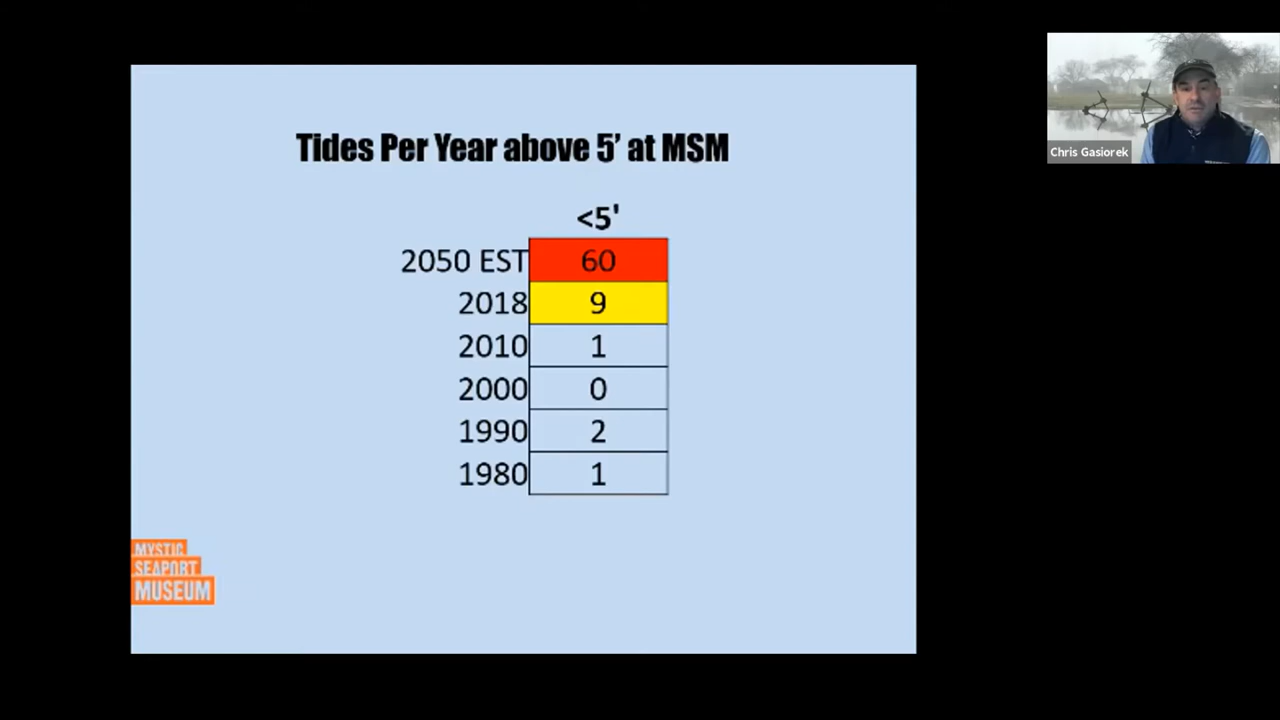 Tides Per Year above 5’ at MSM
<5'
2050 EST 60
2018 9
2010 1
2000 0
1990 2
1980 1
MYSTIC
SEAPORT
MUSEUM
Chris Gasiorek